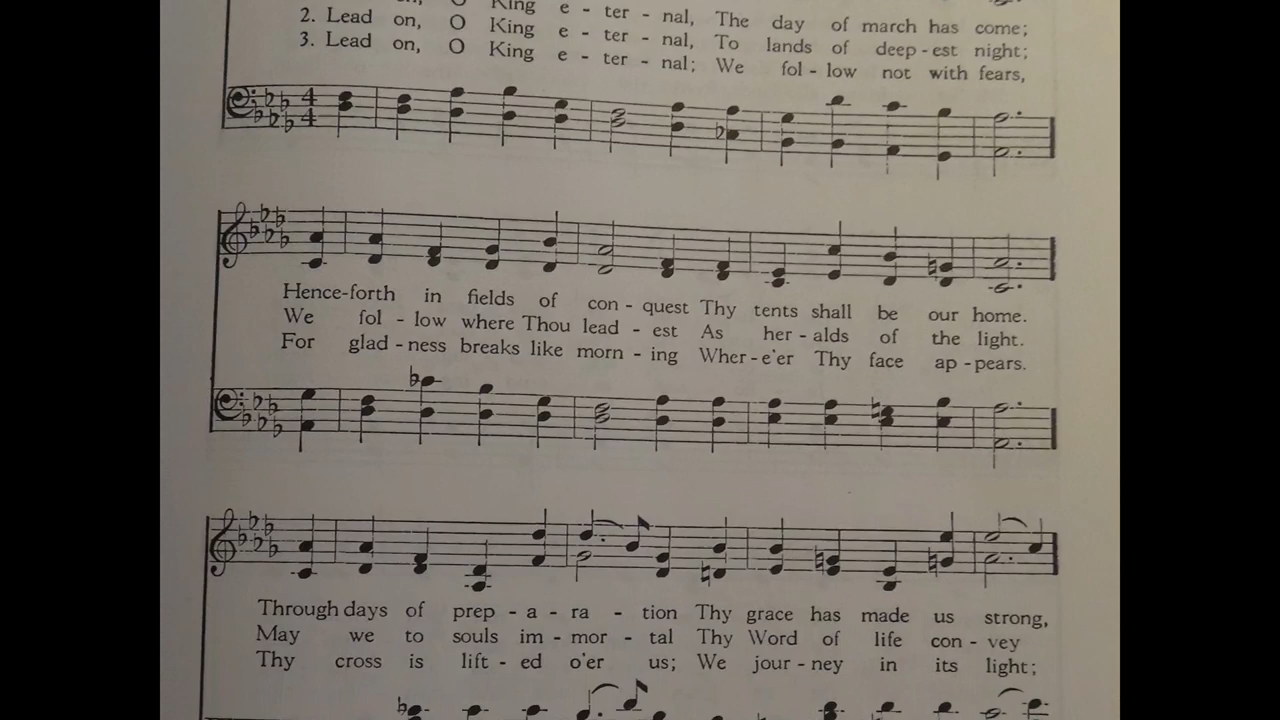 King e - ter - nal, The day of march has come;
2. Lead on, O King e - ter - nal, To lands of deep - est night;
3. Lead on, O King e - ter - nal; We fol - low not with fears,
4
4
Hence-forth in fields of con - quest Thy tents shall be our home.
We fol - low where Thou lead - est As her - alds of the light.
For glad - ness breaks like morn - ing Wher - e'er Thy face ap - pears.
Through days of prep - a - ra - tion Thy grace has made us strong,
May we to souls im - mor - tal Thy Word of life con - vey
Thy cross is lift - ed o'er us; We jour - ney in its light;